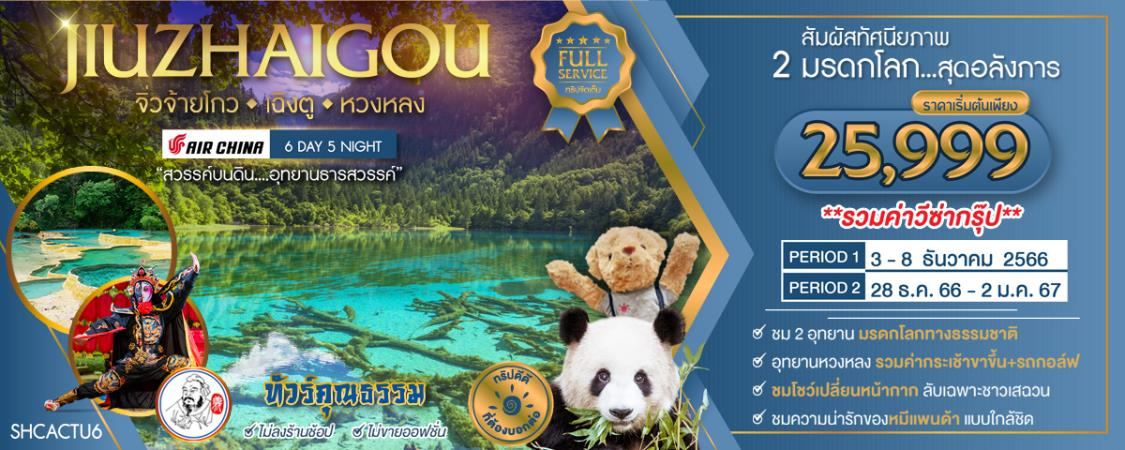 JIUZHAIGOU
จิ่วจ้ายโกว ◆ เฉิงตู ◆ หวงหลง
AIR CHINA 6 DAY 5 NIGHT
“สวรรค์บนดิน....อุทยานธารสวรรค์”
FULL
SERVICE
ทริปจัดเต็ม
ทัวร์คุณธรรม
ไม่ลงร้านช้อป ไม่ขายออฟชั่น
ทริปดีดี
ที่ต้องบอกต่อ
SHCACTU6
สัมผัสทัศนียภาพ
2 มรดกโลก...สุดอลังการ
ราคาเริ่มต้นเพียง
25,999
**รวมค่าวีซ่ากรุ๊ป**
PERIOD 1 3 - 8 ธันวาคม 2566
PERIOD 2 28 ธ.ค. 66 - 2 ม.ค. 67
ชม 2 อุทยาน มรดกโลกทางธรรมชาติ
อุทยานหวงหลง รวมค่ากระเช้าขาขึ้น+รถกอล์ฟ
ชมโชว์เปลี่ยนหน้ากาก ลับเฉพาะชาวเสฉวน
ชมความน่ารักของหมีแพนด้า แบบใกล้ชิด